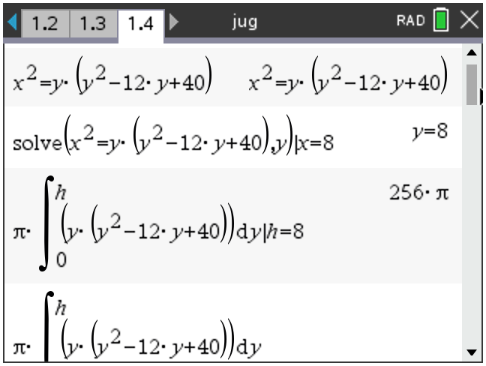 1.2 1.3 1.4 jug RAD
x²=y·(y²−12·y+40) x²=y·(y²−12·y+40)
solve(x²=y·(y²−12·y+40),y)|x=8 y=8
π·∫₀ʰ(y·(y²−12·y+40))dy|h=8 256·π
π·∫₀ʰ(y·(y²−12·y+40))dy